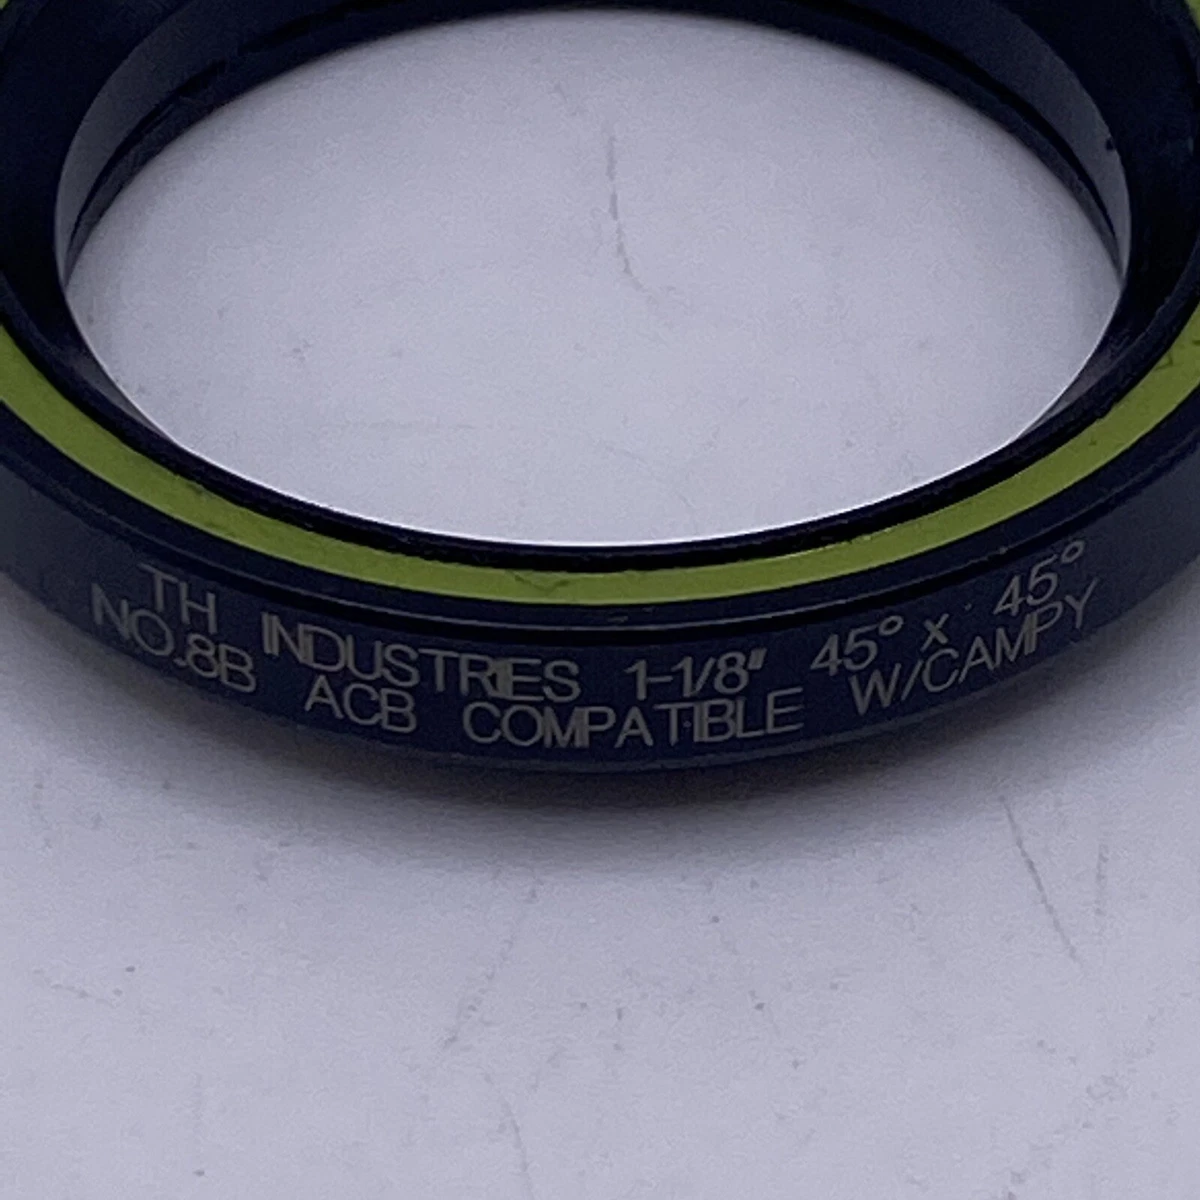 TH INDUSTRIES 1-1/8" 45° x 45°
NO.8B ACB COMPATIBLE W/CAMPY